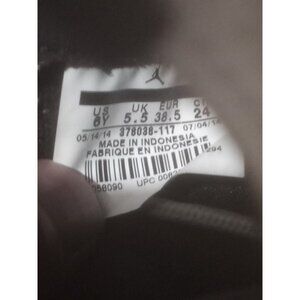 US UK EUR
6Y 5.5 38.5 24
05/14/14 378038-117 07/04/14
MADE IN INDONESIA
FABRIQUE EN INDONESIE
UPC